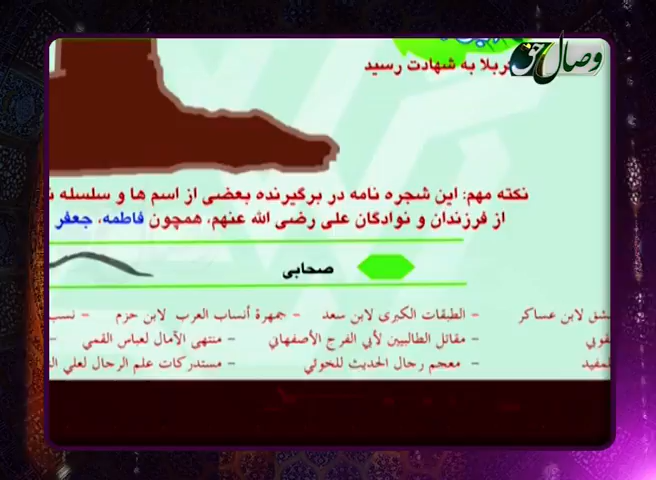 وصال حق
کربلا به شهادت رسید
نکته مهم: این شجره نامه در برگیرنده بعضی از اسم ها و سلسله
از فرزندان و نوادگان علی رضی الله عنهم، همچون فاطمه، جعفر
صحابی
لابن عساكر – الطبقات الكبرى لابن سعد – جمهرة أنساب العرب لابن حزم – نسب
– مقاتل الطالبيين لأبي الفرج الأصفهاني – منتهى الآمال لعباس القمي –
للمفيد – معجم رجال الحديث للخوئي – مستدركات علم الرجال لعلي